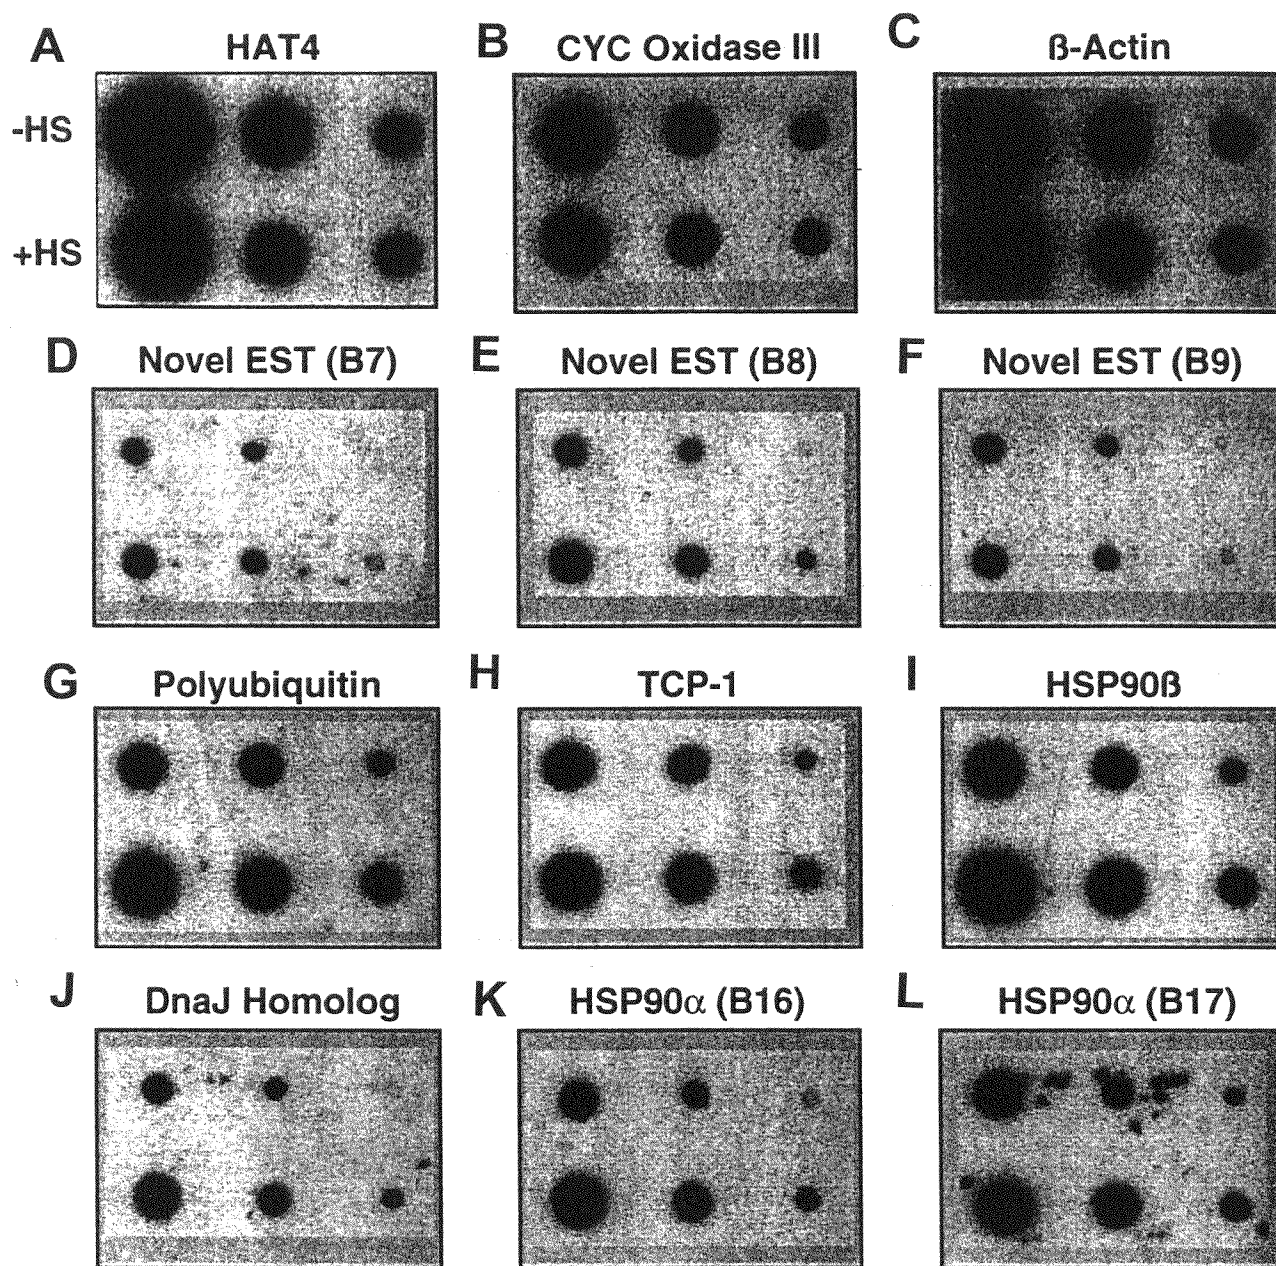 A HAT4
B CYC Oxidase III
C ß-Actin
-HS
+HS
D Novel EST (B7)
E Novel EST (B8)
F Novel EST (B9)
G Polyubiquitin
H TCP-1
I HSP90ß
J DnaJ Homolog
K HSP90α (B16)
L HSP90α (B17)